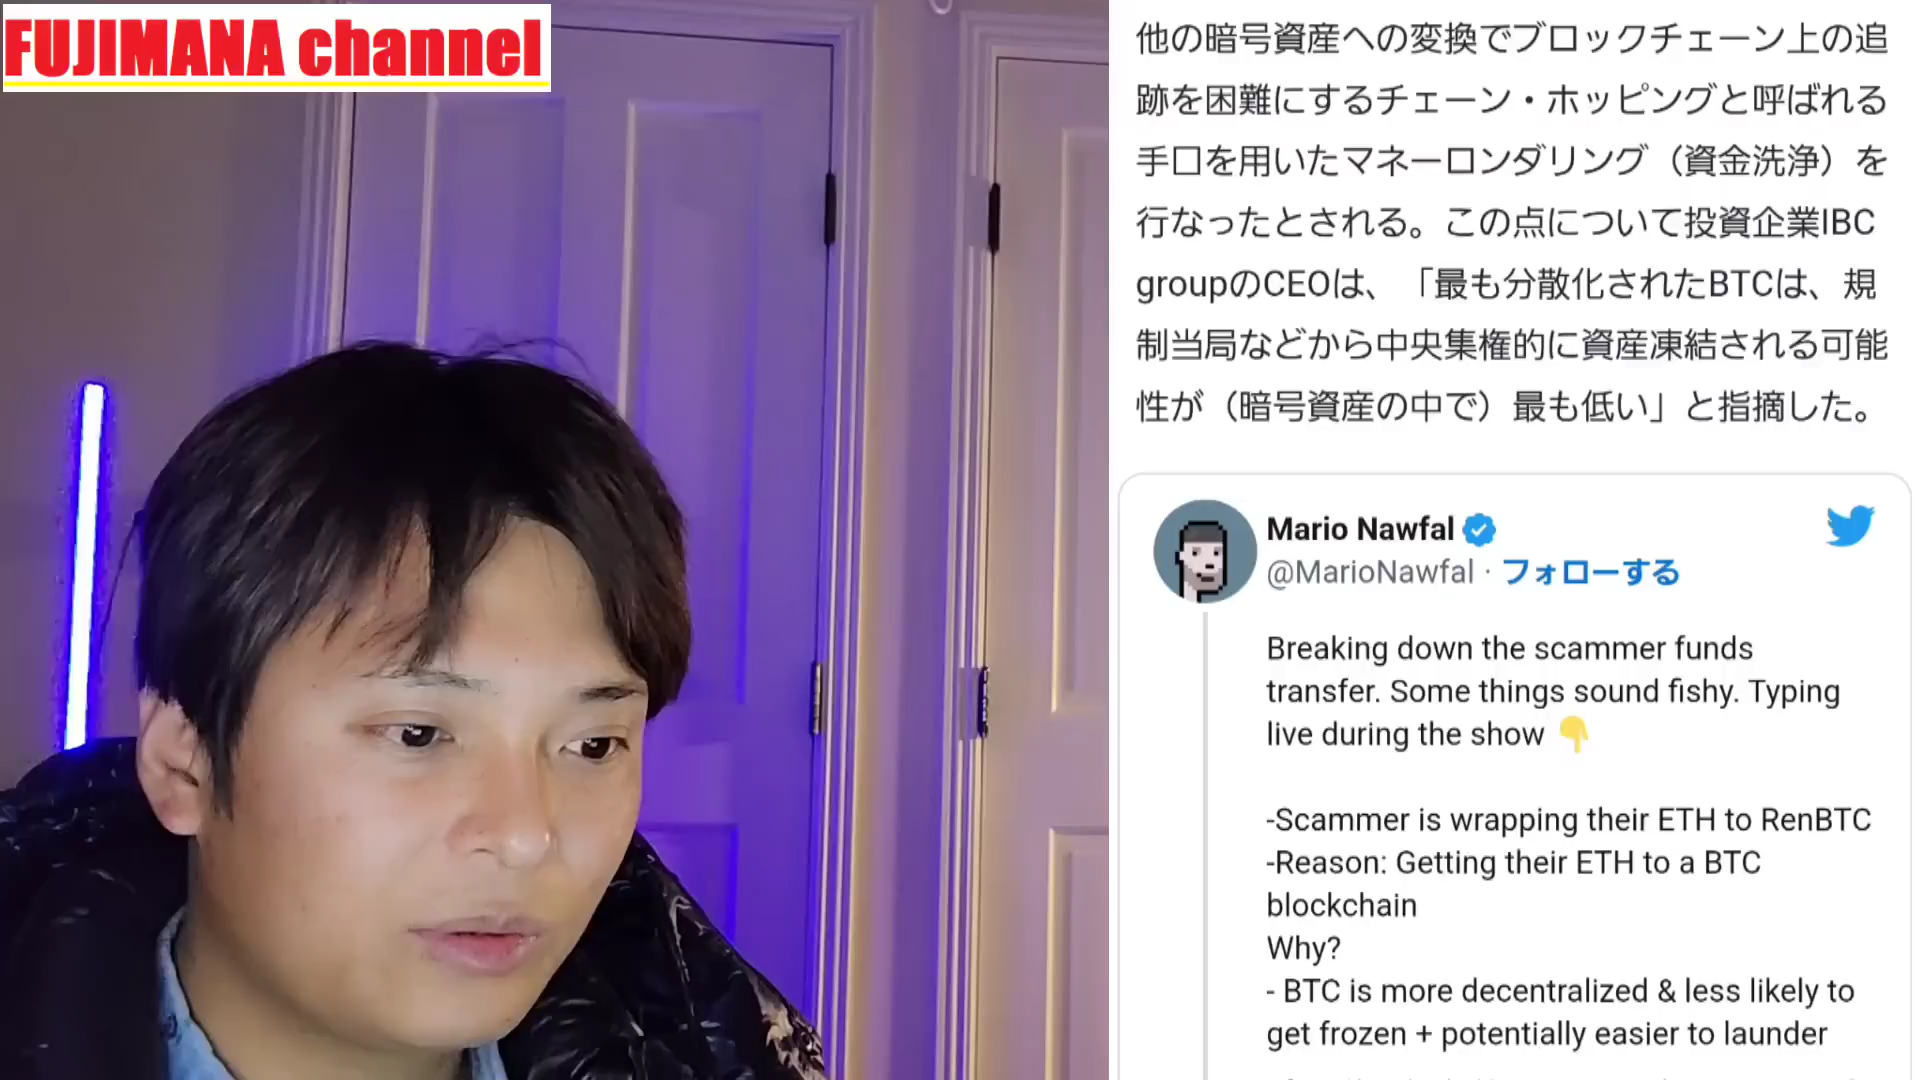 FUJIMANA channel
他の暗号資産への変換でブロックチェーン上の追
跡を困難にするチェーン・ホッピングと呼ばれる
手口を用いたマネーロンダリング（資金洗浄）を
行なったとされる。この点について投資企業IBC
groupのCEOは、「最も分散化されたBTCは、規
制当局などから中央集権的に資産凍結される可能
性が（暗号資産の中で）最も低い」と指摘した。
Mario Nawfal
@MarioNawfal · フォローする
Breaking down the scammer funds
transfer. Some things sound fishy. Typing
live during the show 👇
-Scammer is wrapping their ETH to RenBTC
-Reason: Getting their ETH to a BTC
blockchain
Why?
- BTC is more decentralized & less likely to
get frozen + potentially easier to launder